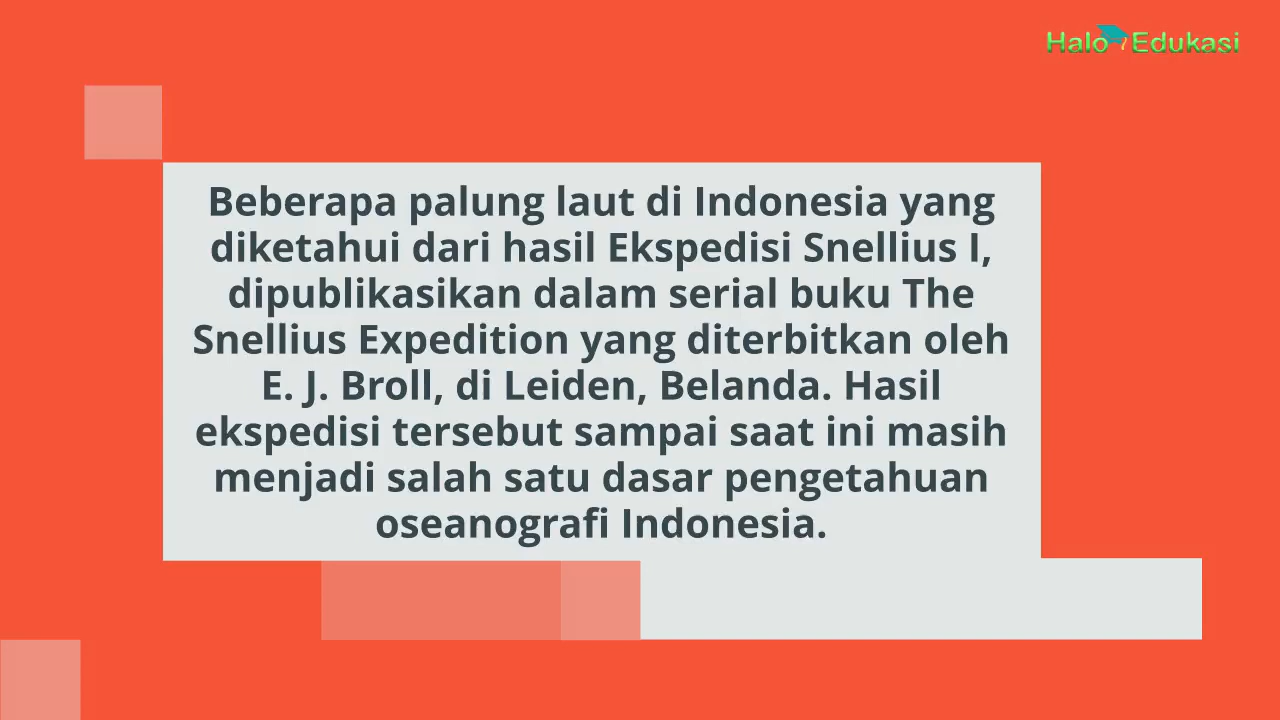 Halo Edukasi
Beberapa palung laut di Indonesia yang
diketahui dari hasil Ekspedisi Snellius I,
dipublikasikan dalam serial buku The
Snellius Expedition yang diterbitkan oleh
E. J. Broll, di Leiden, Belanda. Hasil
ekspedisi tersebut sampai saat ini masih
menjadi salah satu dasar pengetahuan
oseanografi Indonesia.